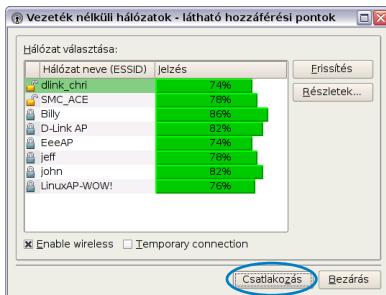 Vezeték nélküli hálózatok - látható hozzáférési pontok
Hálózat választása:
Hálózat neve (ESSID) Jelzés
dlink_chri 74%
SMC_ACE 78%
Billy 86%
D-Link AP 82%
EeeAP 74%
jeff 78%
john 82%
LinuxAP-WOW! 76%
Frissítés
Részletek...
Enable wireless Temporary connection
Csatlakozás Bezárás